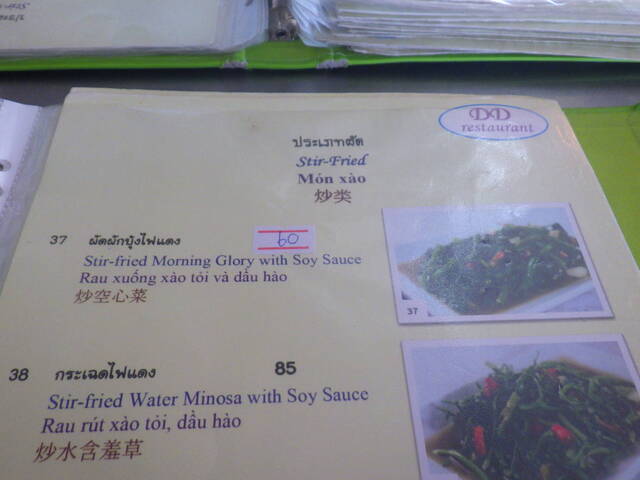 DD
restaurant
ประเภทผัด
Stir-Fried
Món xào
炒类
37 ผัดผักบุ้งไฟแดง 60
Stir-fried Morning Glory with Soy Sauce
Rau xuống xào tỏi và dầu hào
炒空心菜
37
38 กระเฉดไฟแดง 85
Stir-fried Water Minosa with Soy Sauce
Rau rút xào tỏi, dầu hào
炒水含羞草